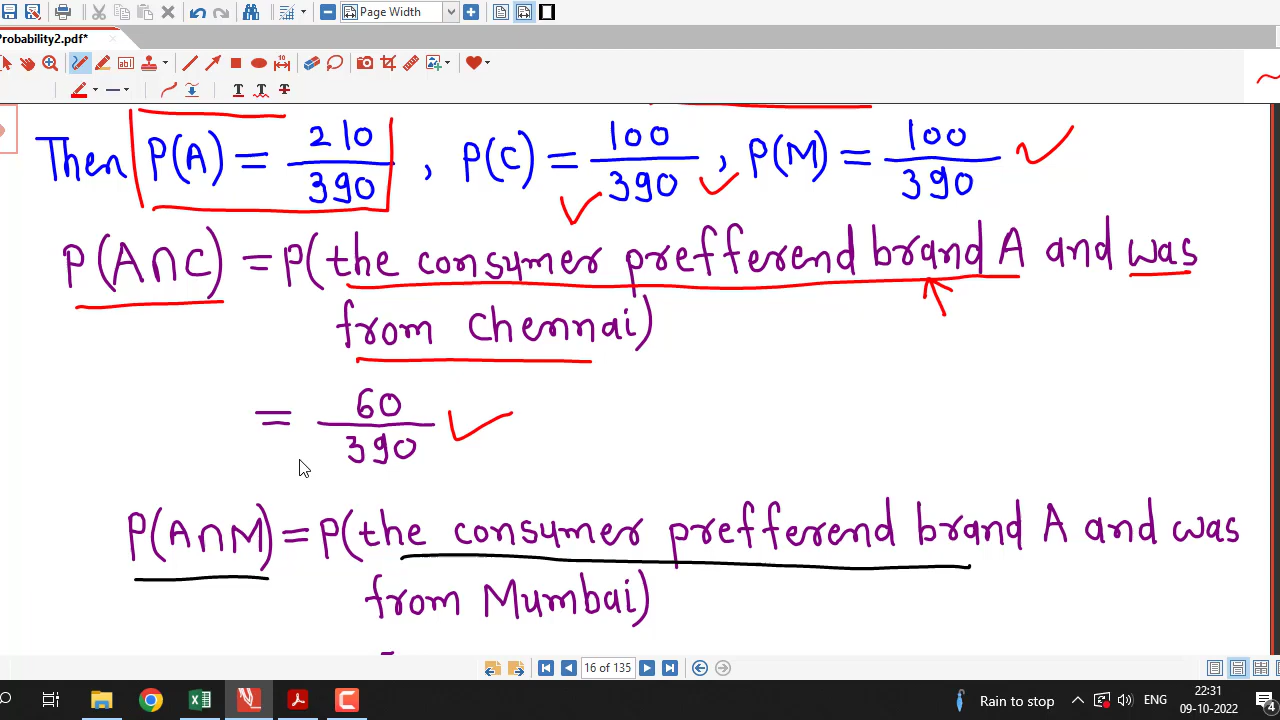 Page Width
Probability2.pdf*
10
Then P(A) = 210/390 , P(C) = 100/390 , P(M) = 100/390
P(A∩C) = P(the consumer prefferend brand A and was
from Chennai)
= 60/390
P(A∩M) = P(the consumer prefferend brand A and was
from Mumbai)
16 of 135
Rain to stop ENG 22:31
09-10-2022
4